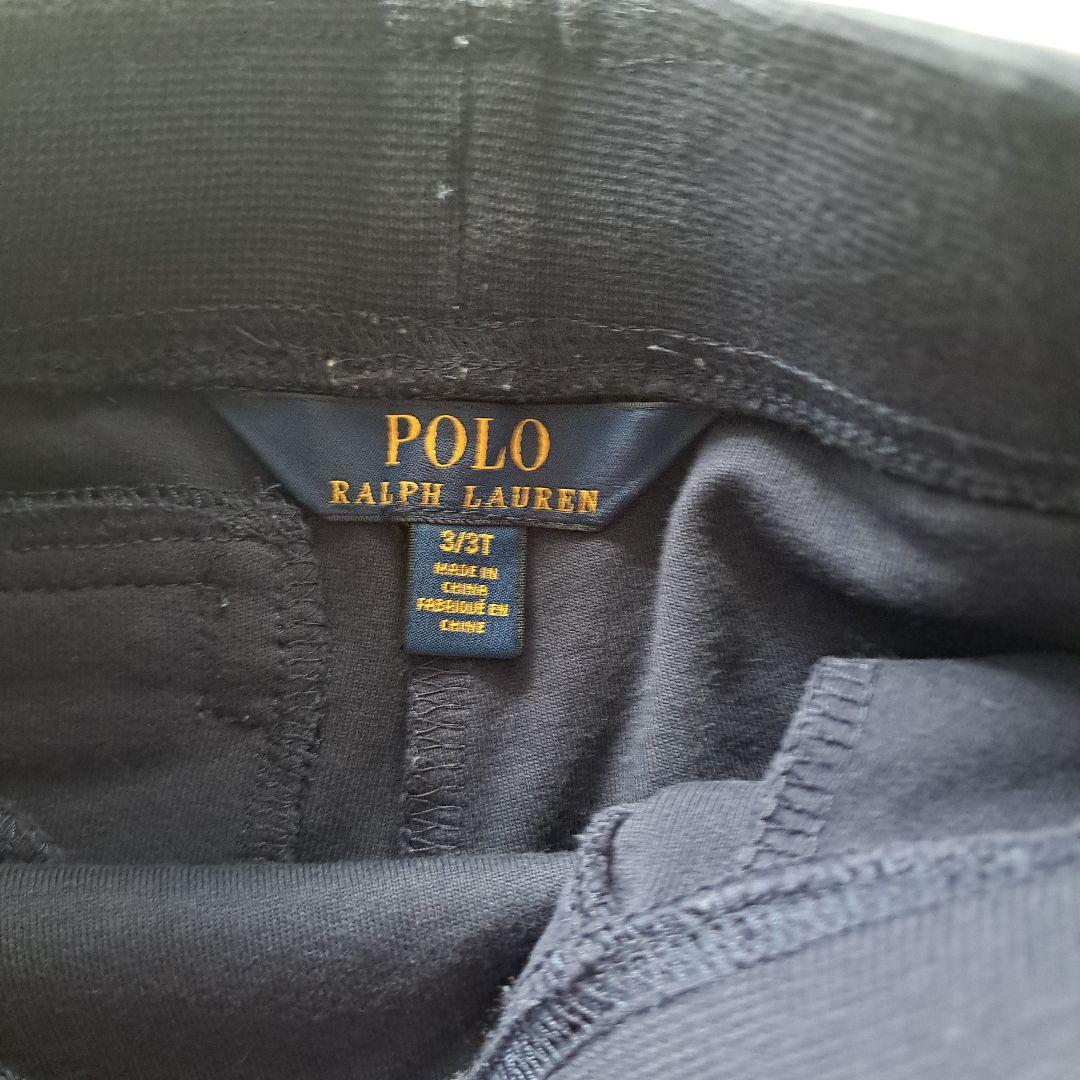 POLO
RALPH LAUREN
3/3T
MADE IN
CHINA
FABRIQUÉ EN
CHINE